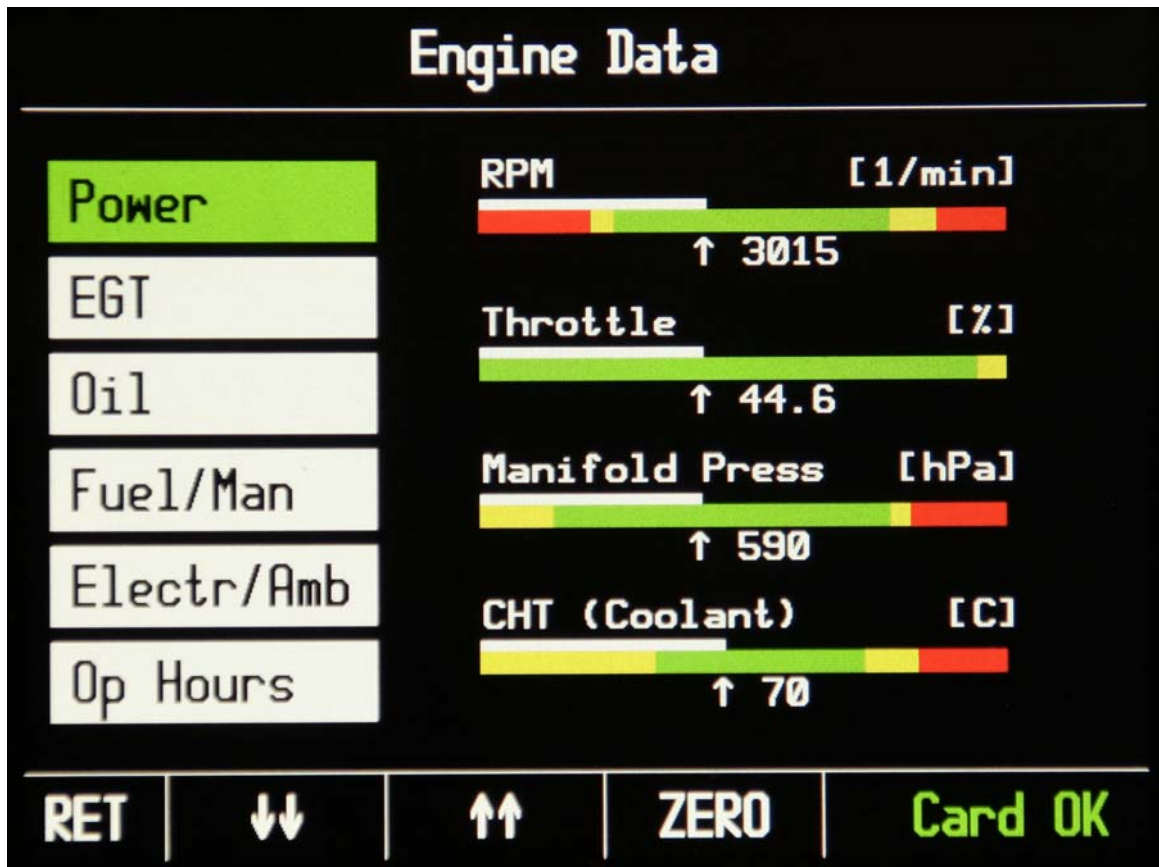 Engine Data
Power
EGT
Oil
Fuel/Man
Electr/Amb
Op Hours
RPM [1/min]
↑ 3015
Throttle [%]
↑ 44.6
Manifold Press [hPa]
↑ 590
CHT (Coolant) [C]
↑ 70
RET ↓↓ ↑↑ ZERO Card OK